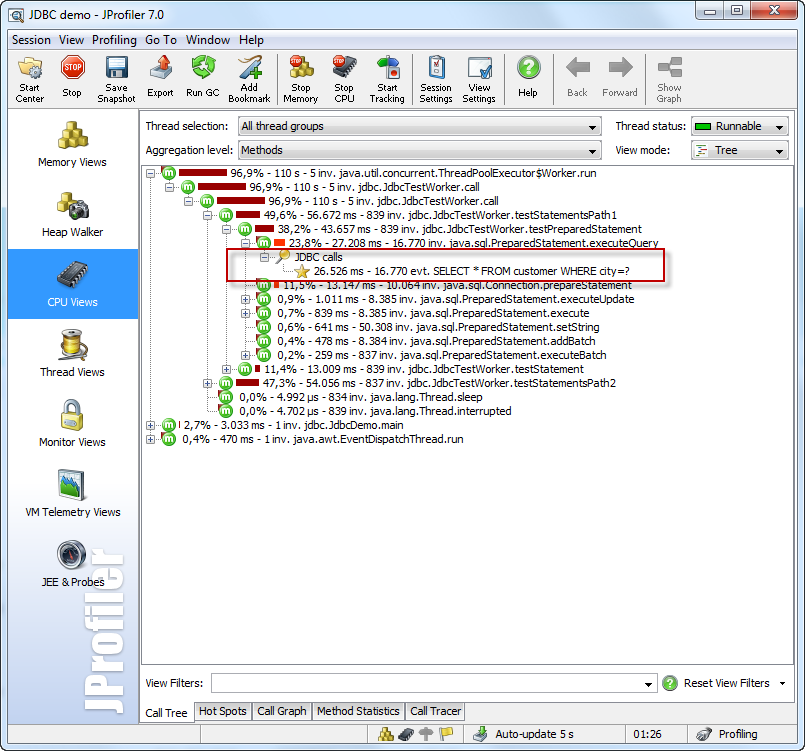 JDBC demo - JProfiler 7.0
Session View Profiling Go To Window Help
Start Center
Stop
Save Snapshot
Export
Run GC
Add Bookmark
Stop Memory
Stop CPU
Start Tracking
Session Settings
View Settings
Help
Back
Forward
Show Graph
Memory Views
Heap Walker
CPU Views
Thread Views
Monitor Views
VM Telemetry Views
JEE & Probes
JProfiler
Thread selection: All thread groups Thread status: Runnable
Aggregation level: Methods View mode: Tree
96,9% - 110 s - 5 inv. java.util.concurrent.ThreadPoolExecutor$Worker.run
96,9% - 110 s - 5 inv. jdbc.JdbcTestWorker.call
96,9% - 110 s - 5 inv. jdbc.JdbcTestWorker.call
49,6% - 56.672 ms - 839 inv. jdbc.JdbcTestWorker.testStatementsPath1
38,2% - 43.657 ms - 839 inv. jdbc.JdbcTestWorker.testPreparedStatement
23,8% - 27.208 ms - 16.770 inv. java.sql.PreparedStatement.executeQuery
JDBC calls
26.526 ms - 16.770 evt. SELECT * FROM customer WHERE city=?
11,5% - 13.147 ms - 10.064 inv. java.sql.Connection.prepareStatement
0,9% - 1.011 ms - 8.385 inv. java.sql.PreparedStatement.executeUpdate
0,7% - 839 ms - 8.385 inv. java.sql.PreparedStatement.execute
0,6% - 641 ms - 50.308 inv. java.sql.PreparedStatement.setString
0,4% - 478 ms - 8.384 inv. java.sql.PreparedStatement.addBatch
0,2% - 259 ms - 837 inv. java.sql.PreparedStatement.executeBatch
11,4% - 13.009 ms - 839 inv. jdbc.JdbcTestWorker.testStatement
47,3% - 54.056 ms - 837 inv. jdbc.JdbcTestWorker.testStatementsPath2
0,0% - 4.992 µs - 834 inv. java.lang.Thread.sleep
0,0% - 4.702 µs - 839 inv. java.lang.Thread.interrupted
2,7% - 3.033 ms - 1 inv. jdbc.JdbcDemo.main
0,4% - 470 ms - 1 inv. java.awt.EventDispatchThread.run
View Filters: Reset View Filters
Call Tree Hot Spots Call Graph Method Statistics Call Tracer
Auto-update 5 s 01:26 Profiling